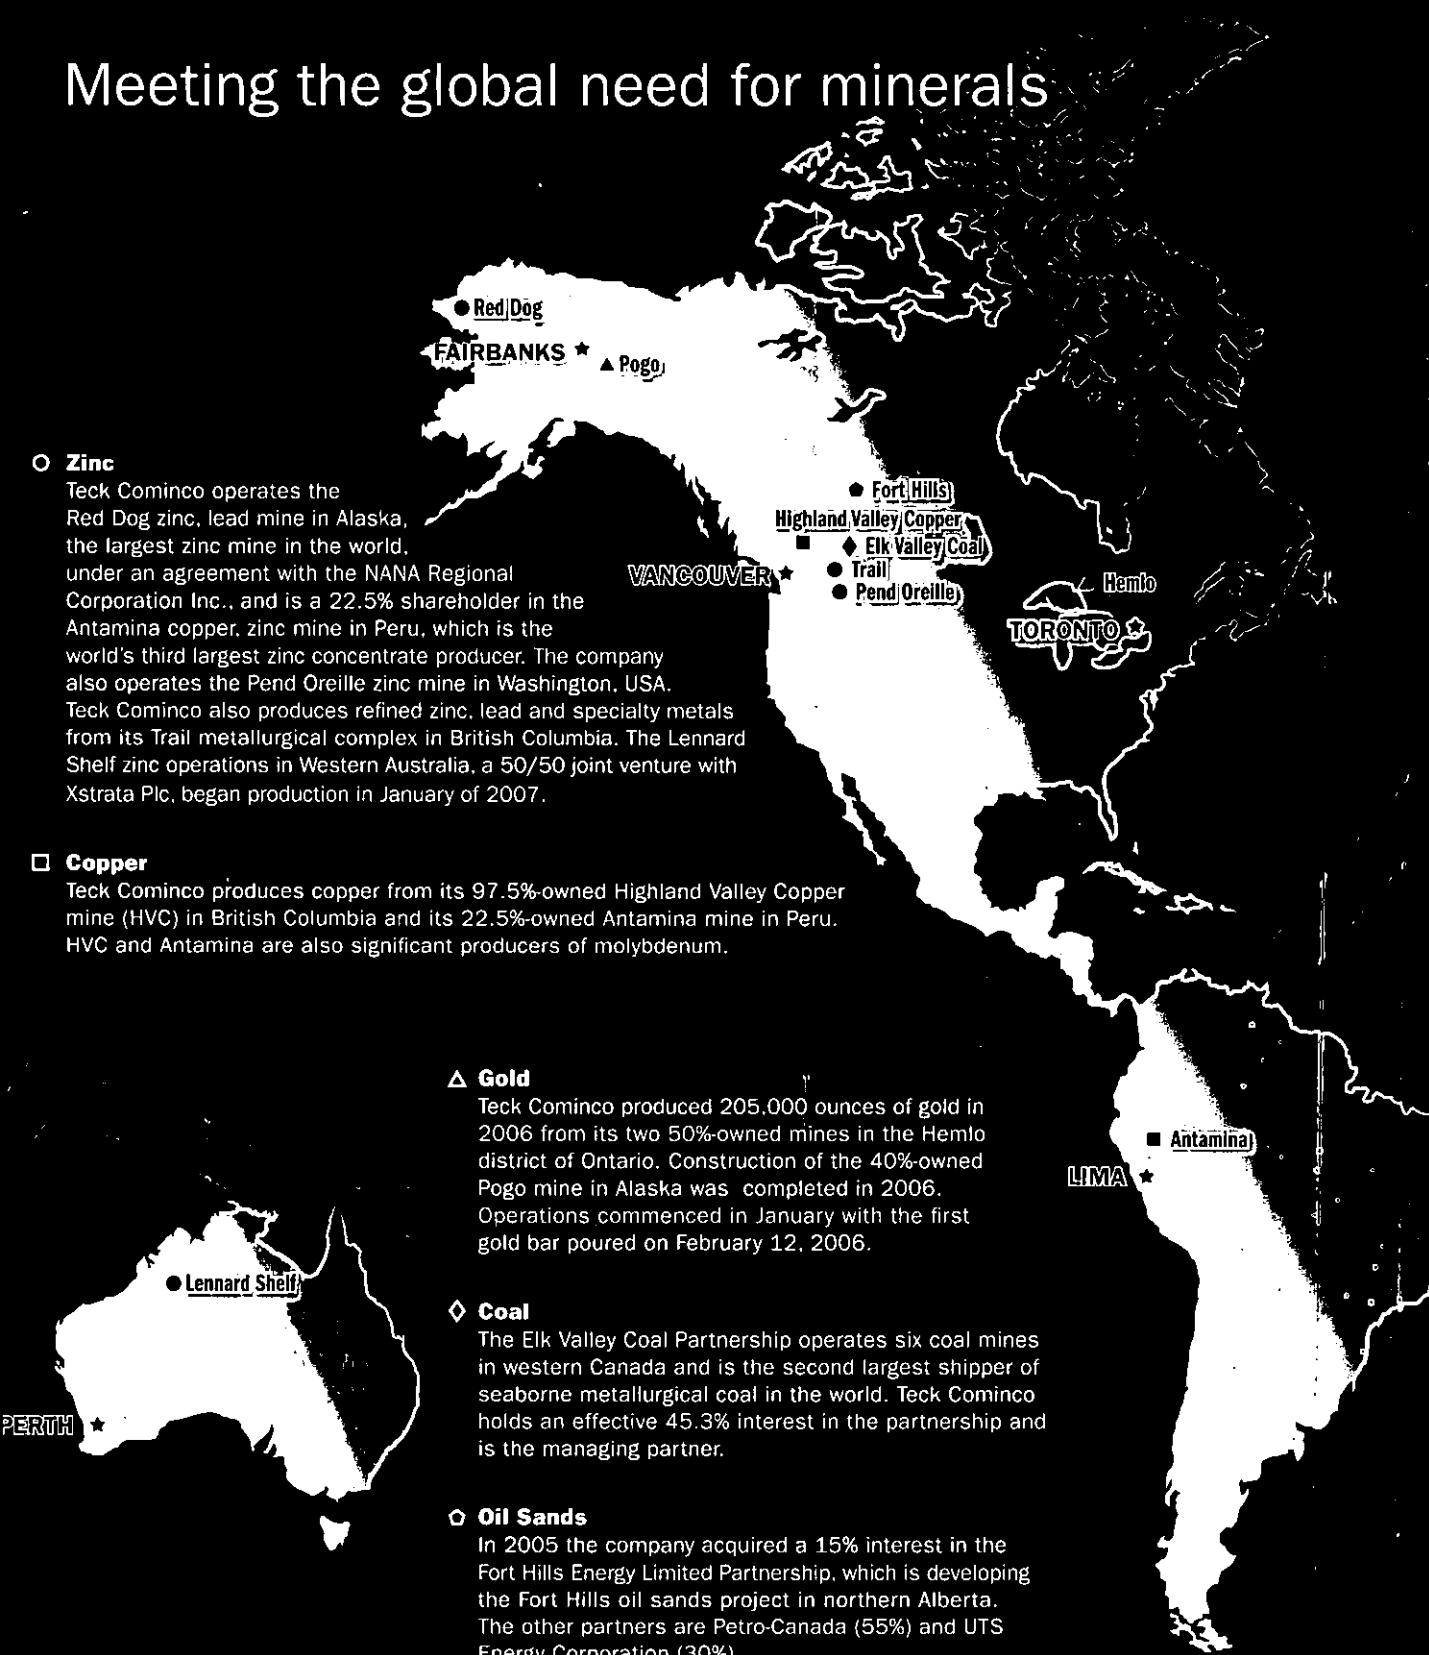 Meeting the global need for minerals
Red Dog
FAIRBANKS
Pogo
Fort Hills
Highland Valley Copper
Elk Valley Coal
VANCOUVER
Trail
Pend Oreille
Hemlo
TORONTO
Zinc
Teck Cominco operates the
Red Dog zinc, lead mine in Alaska,
the largest zinc mine in the world,
under an agreement with the NANA Regional
Corporation Inc., and is a 22.5% shareholder in the
Antamina copper, zinc mine in Peru, which is the
world's third largest zinc concentrate producer. The company
also operates the Pend Oreille zinc mine in Washington, USA.
Teck Cominco also produces refined zinc, lead and specialty metals
from its Trail metallurgical complex in British Columbia. The Lennard
Shelf zinc operations in Western Australia, a 50/50 joint venture with
Xstrata Plc, began production in January of 2007.
Copper
Teck Cominco produces copper from its 97.5%-owned Highland Valley Copper
mine (HVC) in British Columbia and its 22.5%-owned Antamina mine in Peru.
HVC and Antamina are also significant producers of molybdenum.
Gold
Teck Cominco produced 205,000 ounces of gold in
2006 from its two 50%-owned mines in the Hemlo
district of Ontario. Construction of the 40%-owned
Pogo mine in Alaska was completed in 2006.
Operations commenced in January with the first
gold bar poured on February 12, 2006.
Antamina
LIMA
Lennard Shelf
PERTH
Coal
The Elk Valley Coal Partnership operates six coal mines
in western Canada and is the second largest shipper of
seaborne metallurgical coal in the world. Teck Cominco
holds an effective 45.3% interest in the partnership and
is the managing partner.
Oil Sands
In 2005 the company acquired a 15% interest in the
Fort Hills Energy Limited Partnership, which is developing
the Fort Hills oil sands project in northern Alberta.
The other partners are Petro-Canada (55%) and UTS
Energy Corporation (30%)